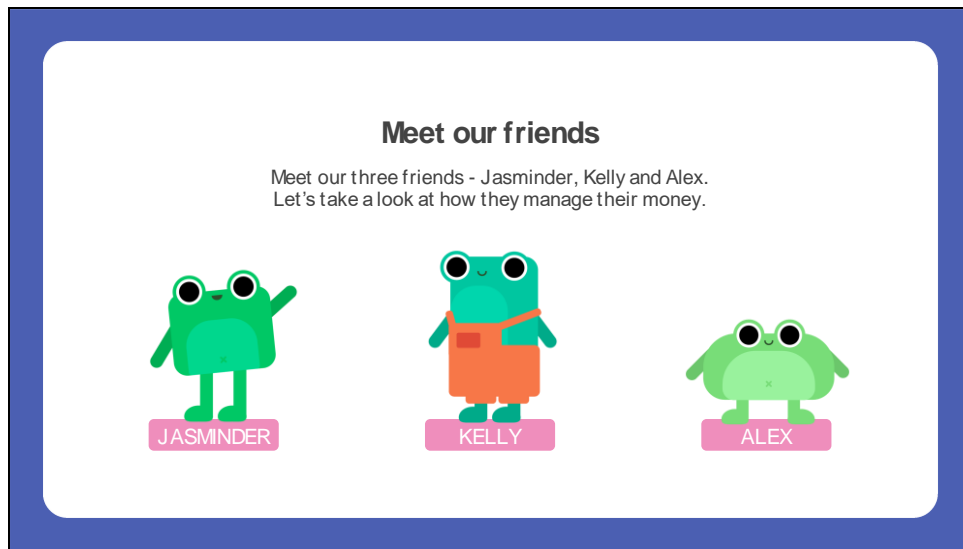 Meet our friends
Meet our three friends - Jasminder, Kelly and Alex.
Let's take a look at how they manage their money.
JASMINDER
KELLY
ALEX